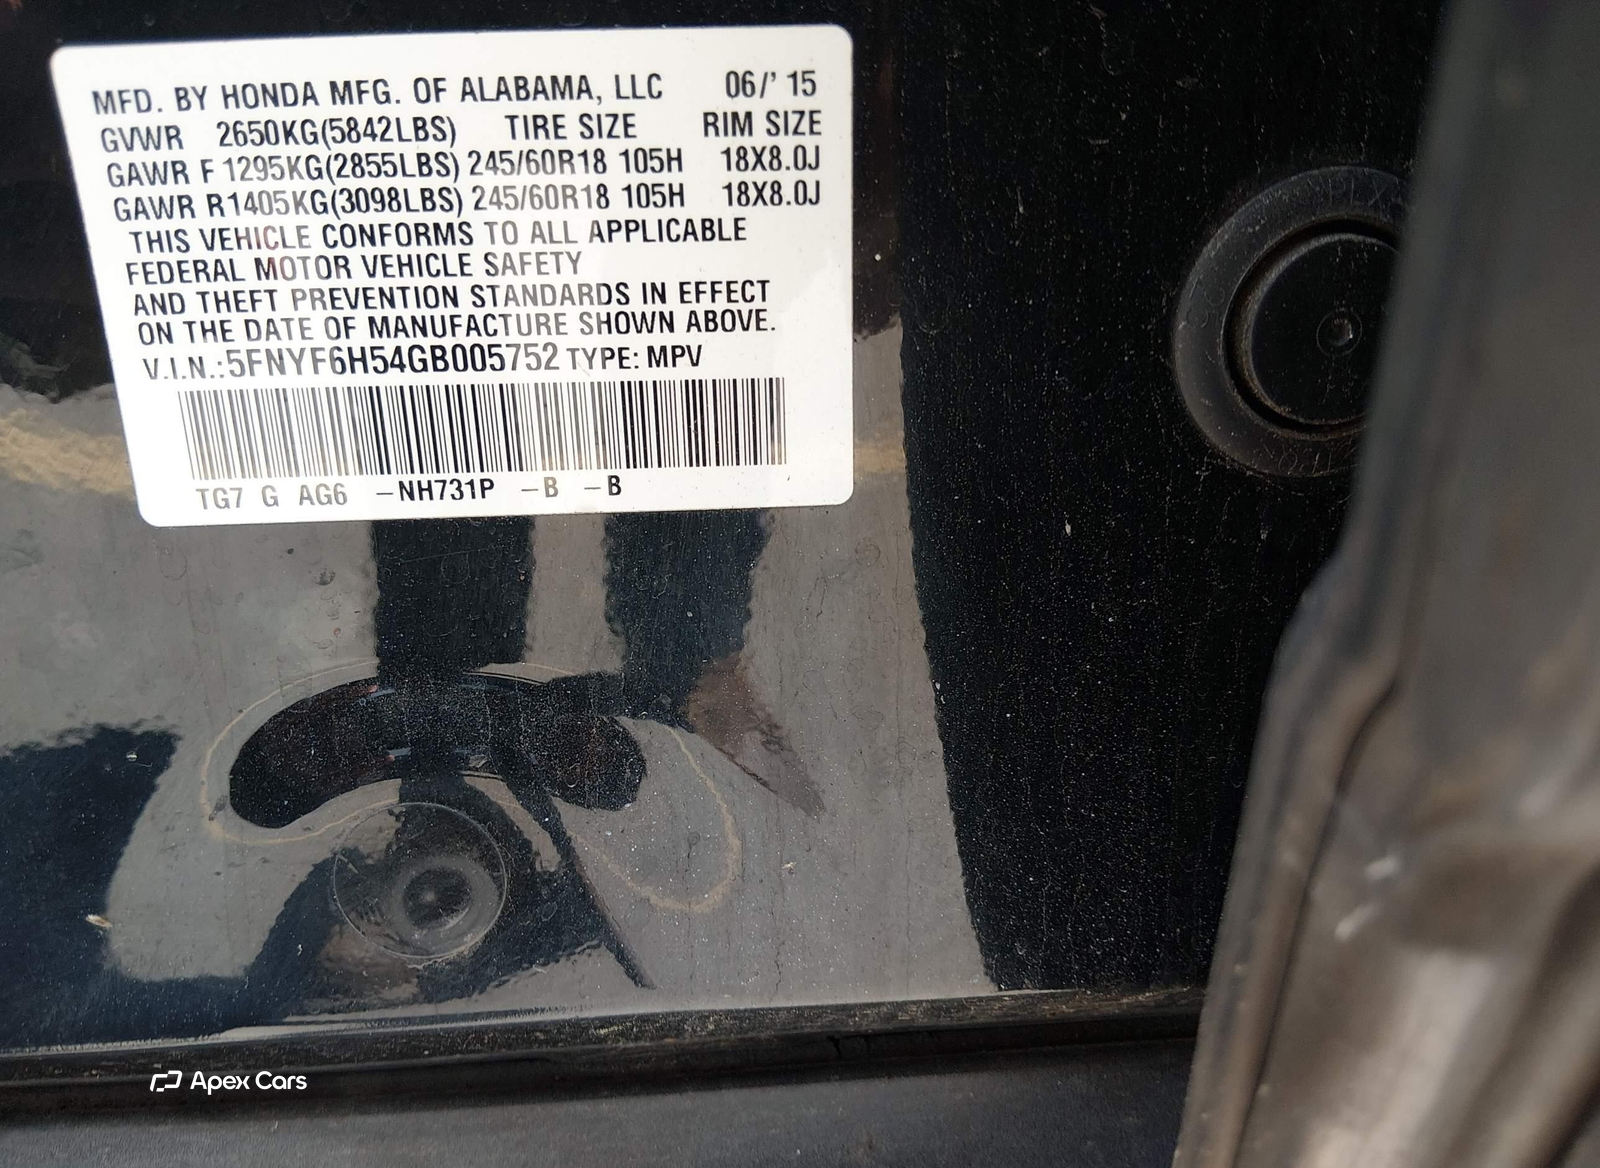 MFD. BY HONDA MFG. OF ALABAMA, LLC 06/' 15
GVWR 2650KG(5842LBS) TIRE SIZE RIM SIZE
GAWR F 1295KG(2855LBS) 245/60R18 105H 18X8.0J
GAWR R1405KG(3098LBS) 245/60R18 105H 18X8.0J
THIS VEHICLE CONFORMS TO ALL APPLICABLE
FEDERAL MOTOR VEHICLE SAFETY
AND THEFT PREVENTION STANDARDS IN EFFECT
ON THE DATE OF MANUFACTURE SHOWN ABOVE.
V.I.N.:5FNYF6H54GB005752 TYPE: MPV
TG7 G AG6 –NH731P –B –B
Apex Cars